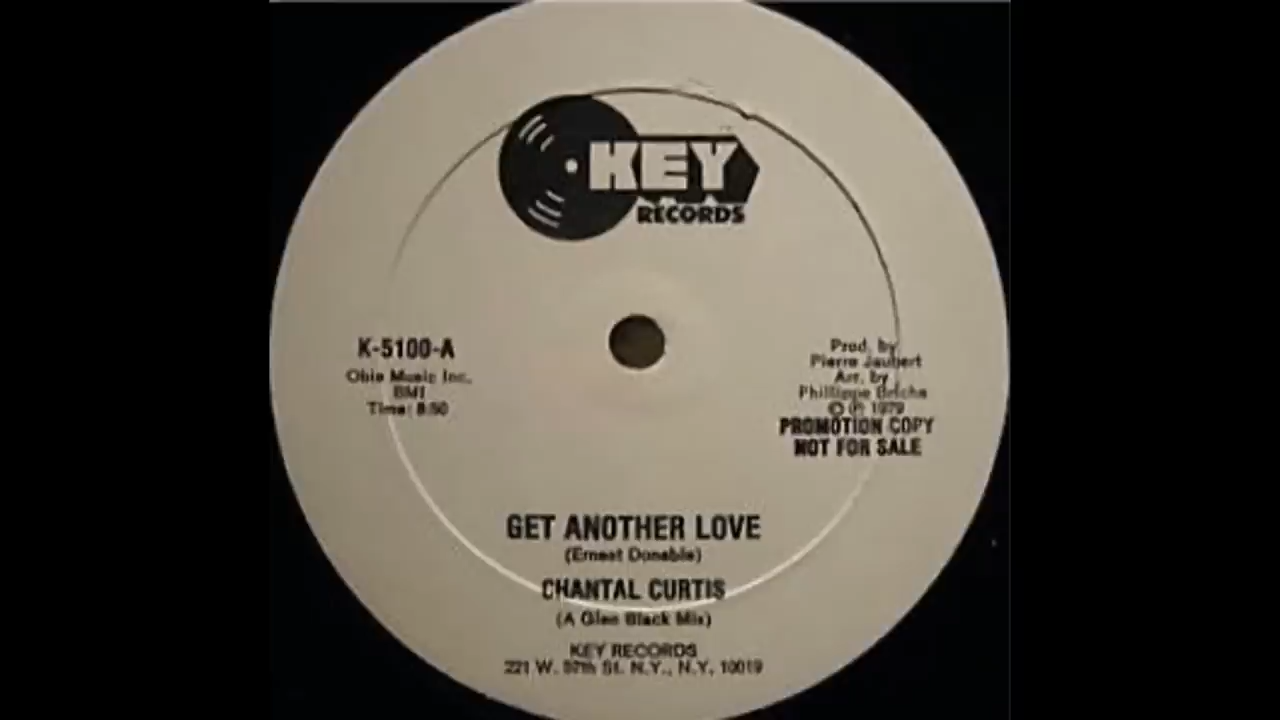 KEY
RECORDS
K-5100-A
Obie Music Inc.
BMI
Time: 8:50
Prod. by
Pierre Jaubert
Arr. by
Phillippe Briche
© ℗ 1979
PROMOTION COPY
NOT FOR SALE
GET ANOTHER LOVE
(Ernest Donable)
CHANTAL CURTIS
(A Glen Black Mix)
KEY RECORDS
221 W. 57th St. N.Y., N.Y. 10019